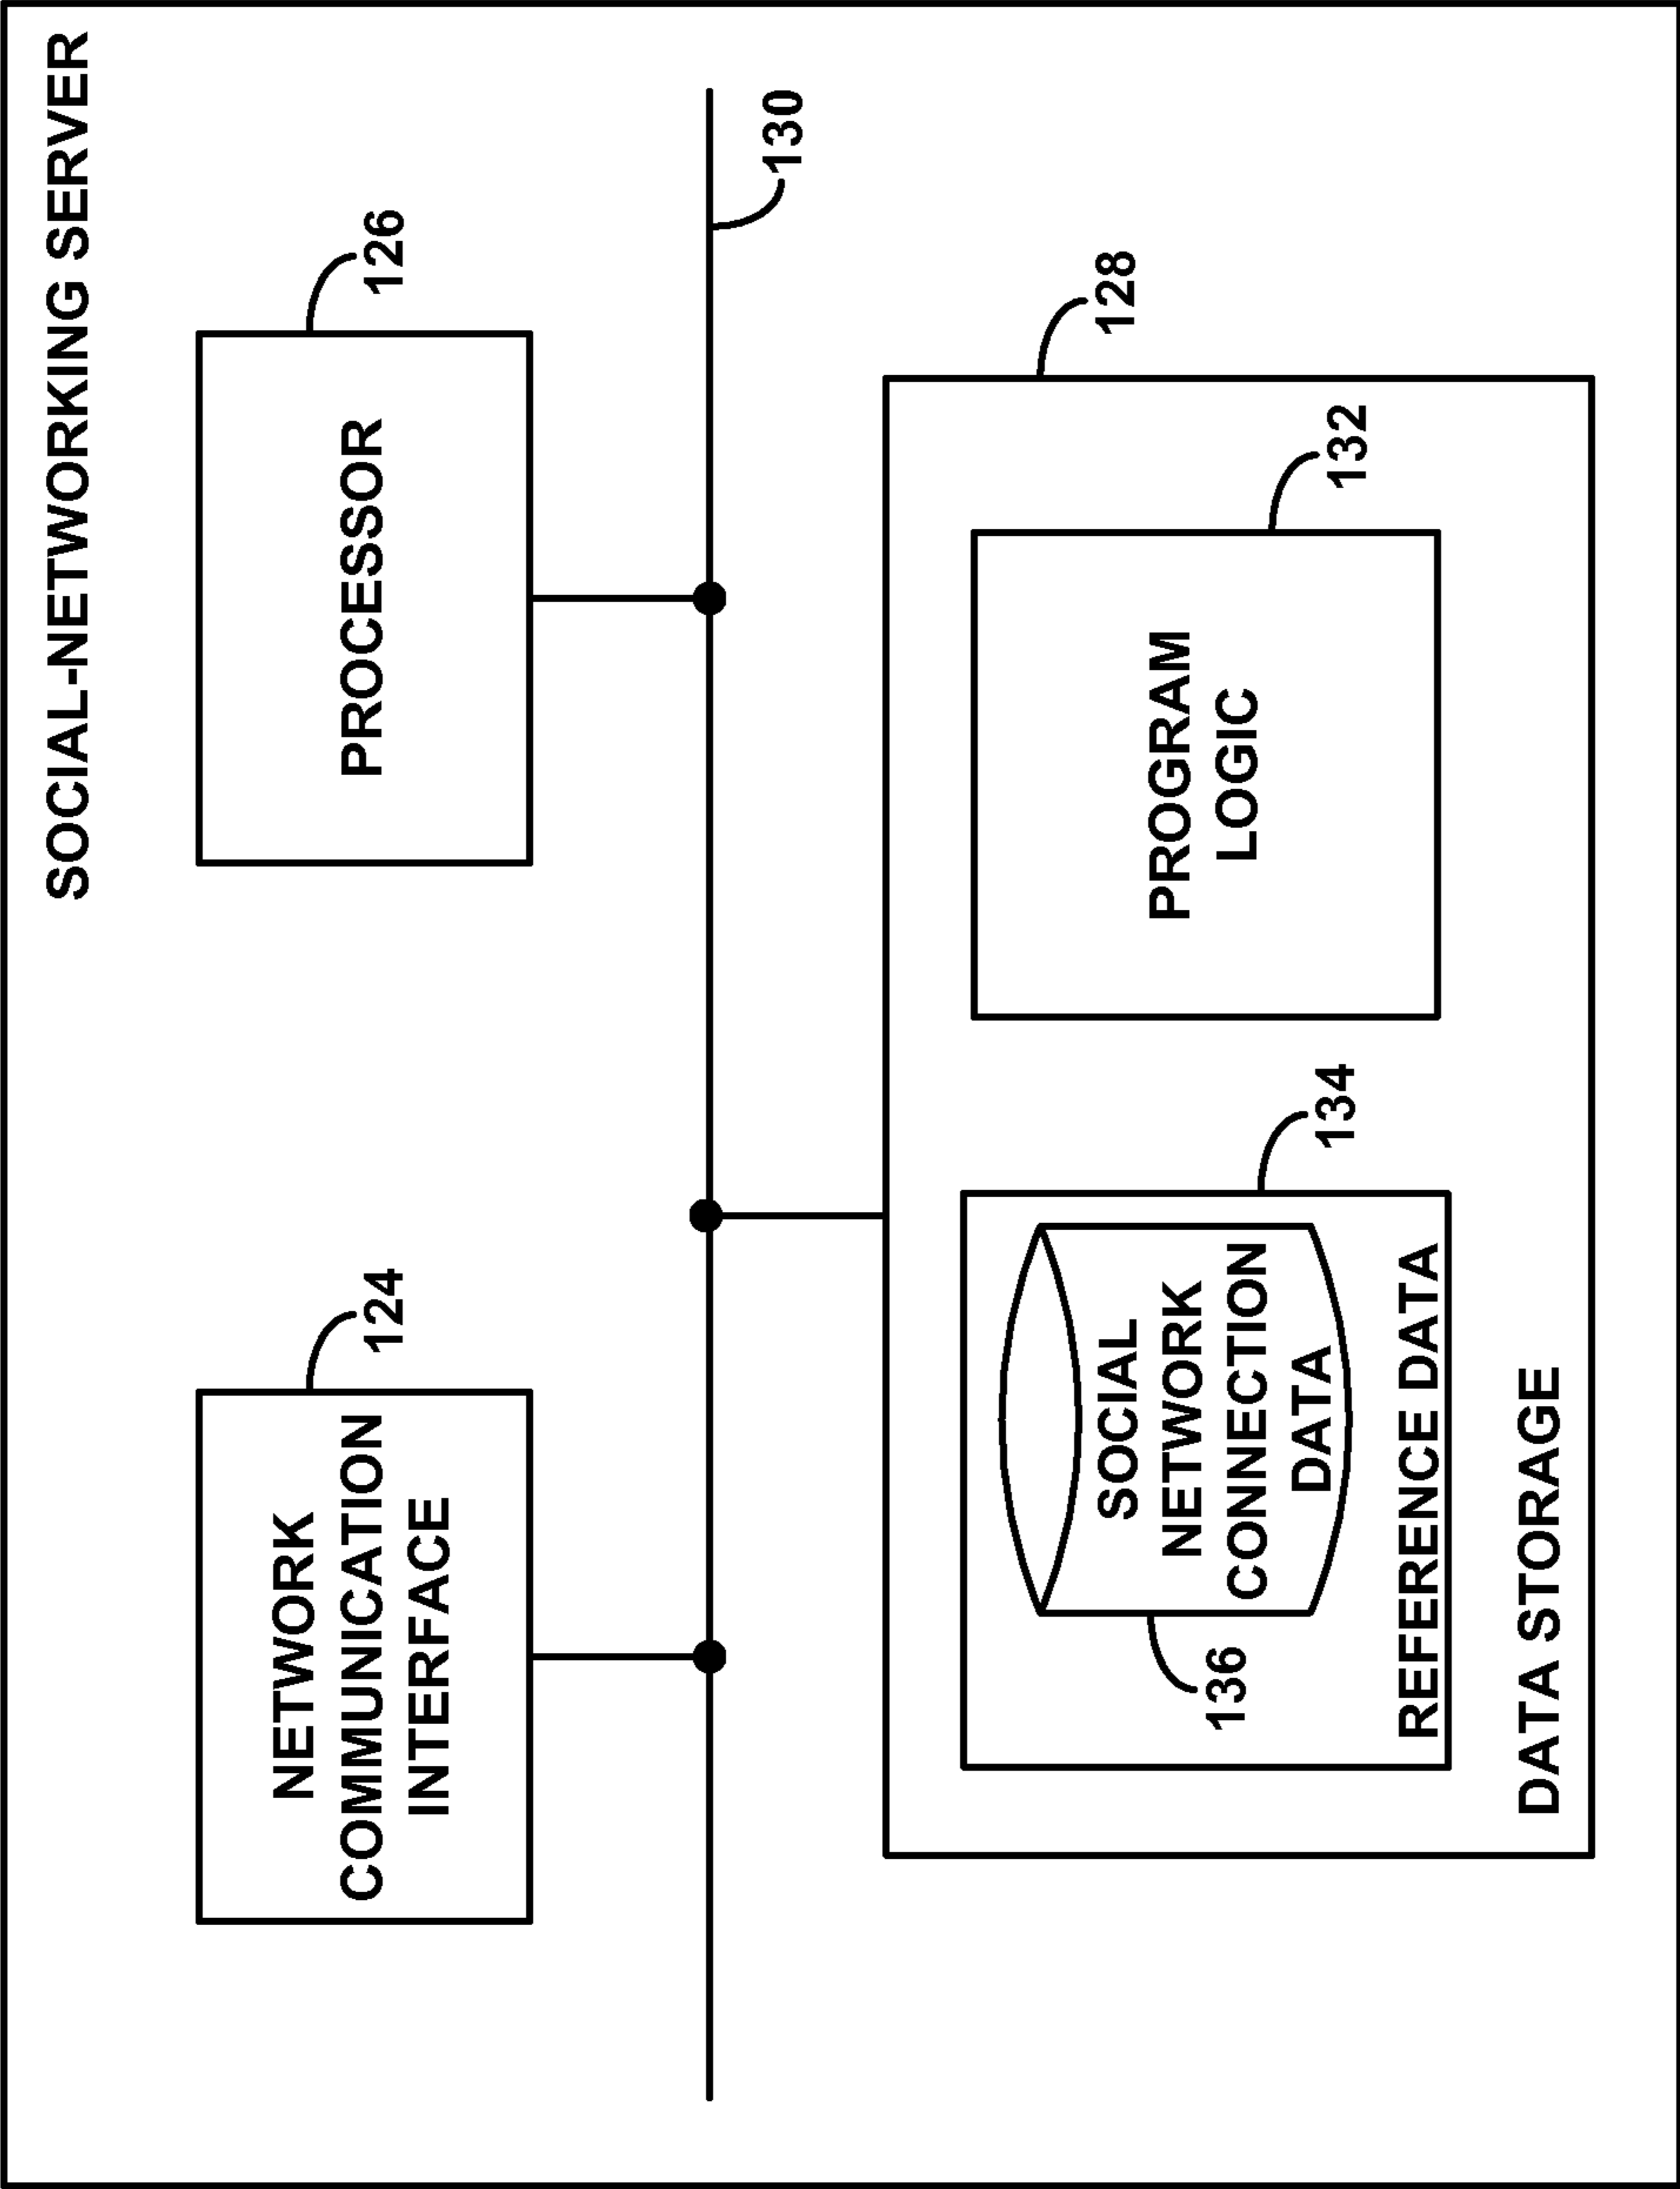 SOCIAL-NETWORKING SERVER
NETWORK
COMMUNICATION
INTERFACE
124
PROCESSOR
126
130
128
SOCIAL
NETWORK
CONNECTION
DATA
136
REFERENCE DATA
134
PROGRAM
LOGIC
132
DATA STORAGE